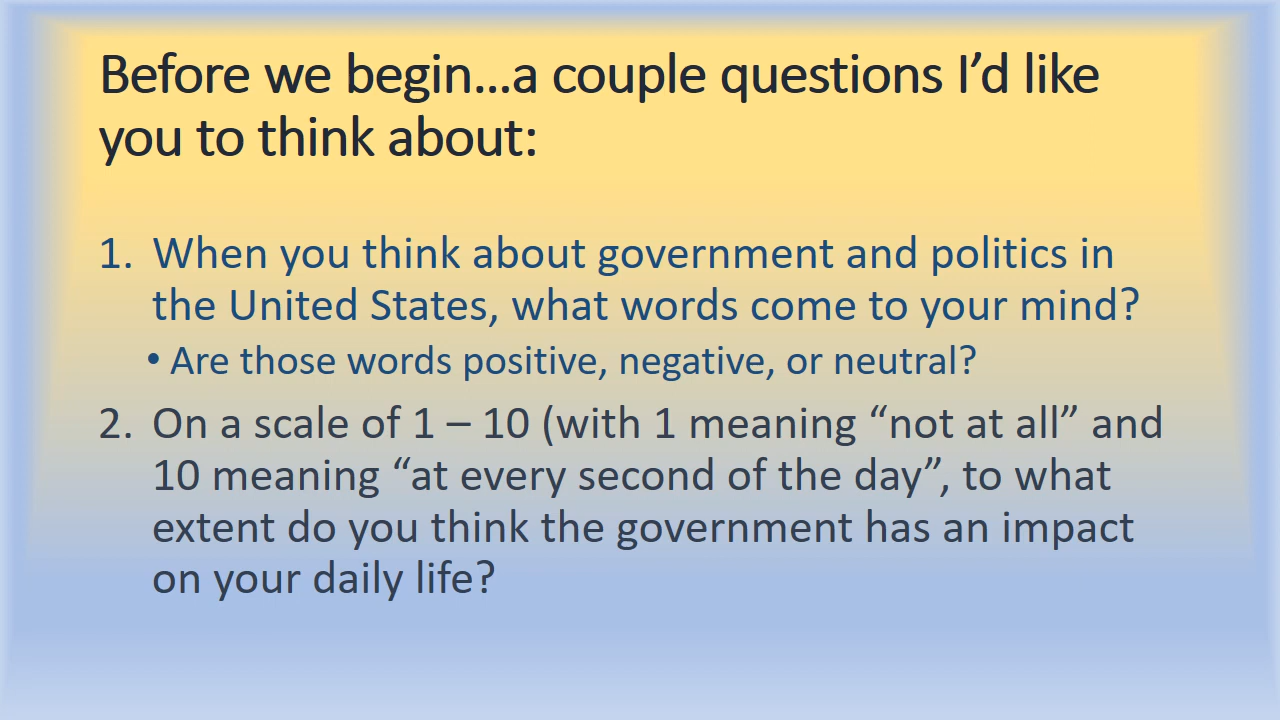 Before we begin...a couple questions I’d like
you to think about:
1. When you think about government and politics in
the United States, what words come to your mind?
• Are those words positive, negative, or neutral?
2. On a scale of 1 – 10 (with 1 meaning “not at all” and
10 meaning “at every second of the day”, to what
extent do you think the government has an impact
on your daily life?